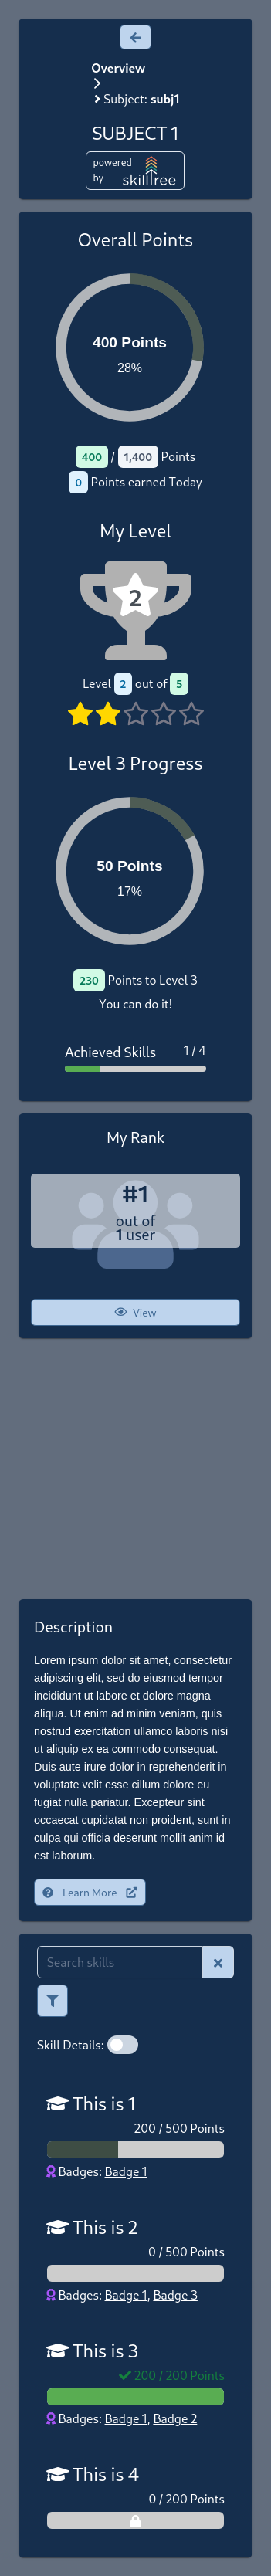 Overview
Subject: subj1
SUBJECT 1
powered
by skilltree
Overall Points
400 Points
28%
400 / 1,400 Points
0 Points earned Today
My Level
2
Level 2 out of 5
Level 3 Progress
50 Points
17%
230 Points to Level 3
You can do it!
Achieved Skills 1 / 4
My Rank
#1
out of
1 user
View
Description
Lorem ipsum dolor sit amet, consectetur
adipiscing elit, sed do eiusmod tempor
incididunt ut labore et dolore magna
aliqua. Ut enim ad minim veniam, quis
nostrud exercitation ullamco laboris nisi
ut aliquip ex ea commodo consequat.
Duis aute irure dolor in reprehenderit in
voluptate velit esse cillum dolore eu
fugiat nulla pariatur. Excepteur sint
occaecat cupidatat non proident, sunt in
culpa qui officia deserunt mollit anim id
est laborum.
Learn More
Search skills
Skill Details:
This is 1
200 / 500 Points
Badges: Badge 1
This is 2
0 / 500 Points
Badges: Badge 1, Badge 3
This is 3
200 / 200 Points
Badges: Badge 1, Badge 2
This is 4
0 / 200 Points